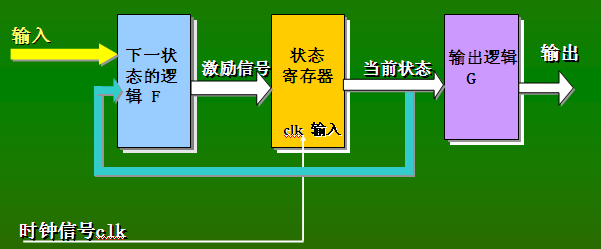 输入
下一状
态的逻
辑 F
激励信号
状态
寄存器
clk 输入
当前状态
输出逻辑
G
输出
时钟信号clk